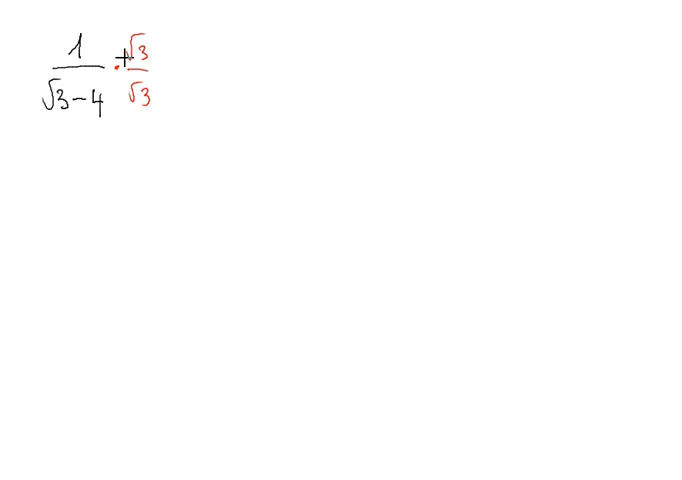 1/(√3-4) + · √3/√3